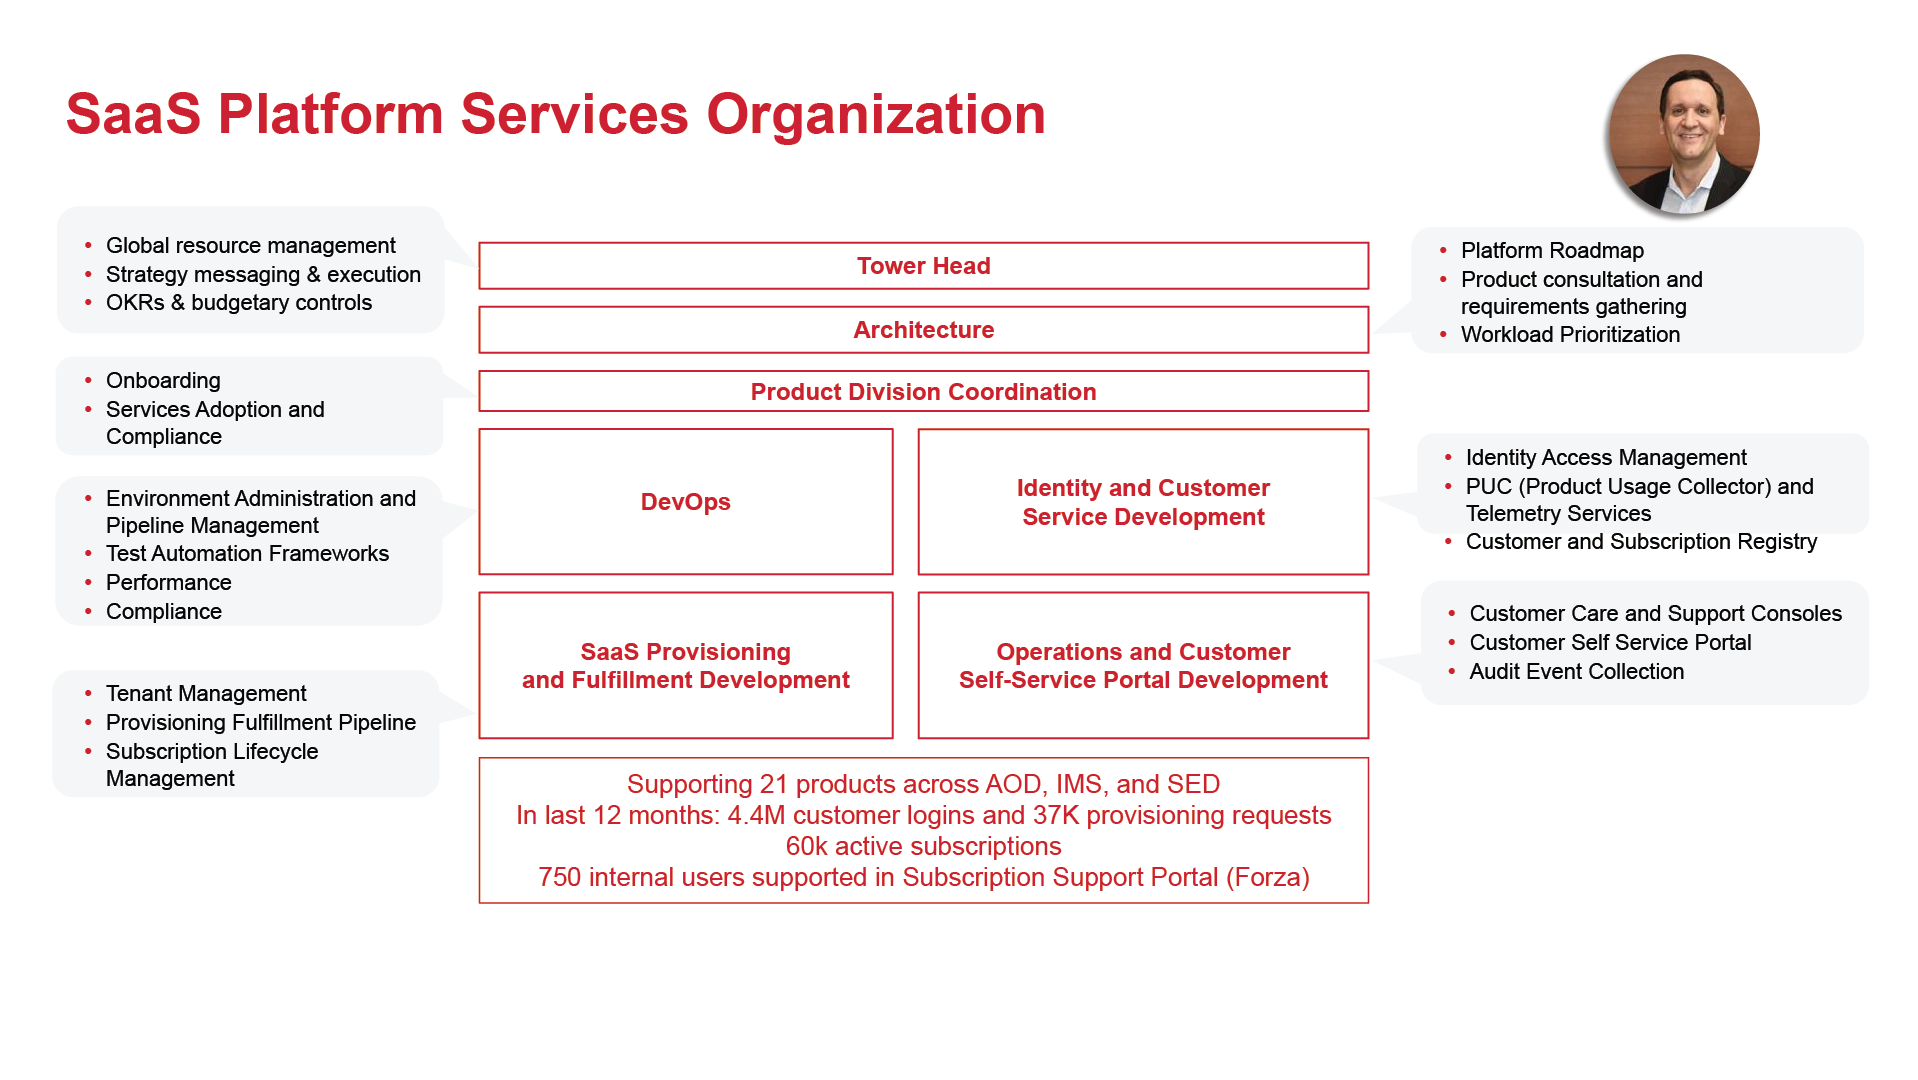 SaaS Platform Services Organization
• Global resource management
• Strategy messaging & execution
• OKRs & budgetary controls
Tower Head
• Platform Roadmap
• Product consultation and
requirements gathering
• Workload Prioritization
Architecture
• Onboarding
• Services Adoption and
Compliance
Product Division Coordination
• Environment Administration and
Pipeline Management
• Test Automation Frameworks
• Performance
• Compliance
DevOps
Identity and Customer
Service Development
• Identity Access Management
• PUC (Product Usage Collector) and
Telemetry Services
• Customer and Subscription Registry
• Tenant Management
• Provisioning Fulfillment Pipeline
• Subscription Lifecycle
Management
SaaS Provisioning
and Fulfillment Development
Operations and Customer
Self-Service Portal Development
• Customer Care and Support Consoles
• Customer Self Service Portal
• Audit Event Collection
Supporting 21 products across AOD, IMS, and SED
In last 12 months: 4.4M customer logins and 37K provisioning requests
60k active subscriptions
750 internal users supported in Subscription Support Portal (Forza)